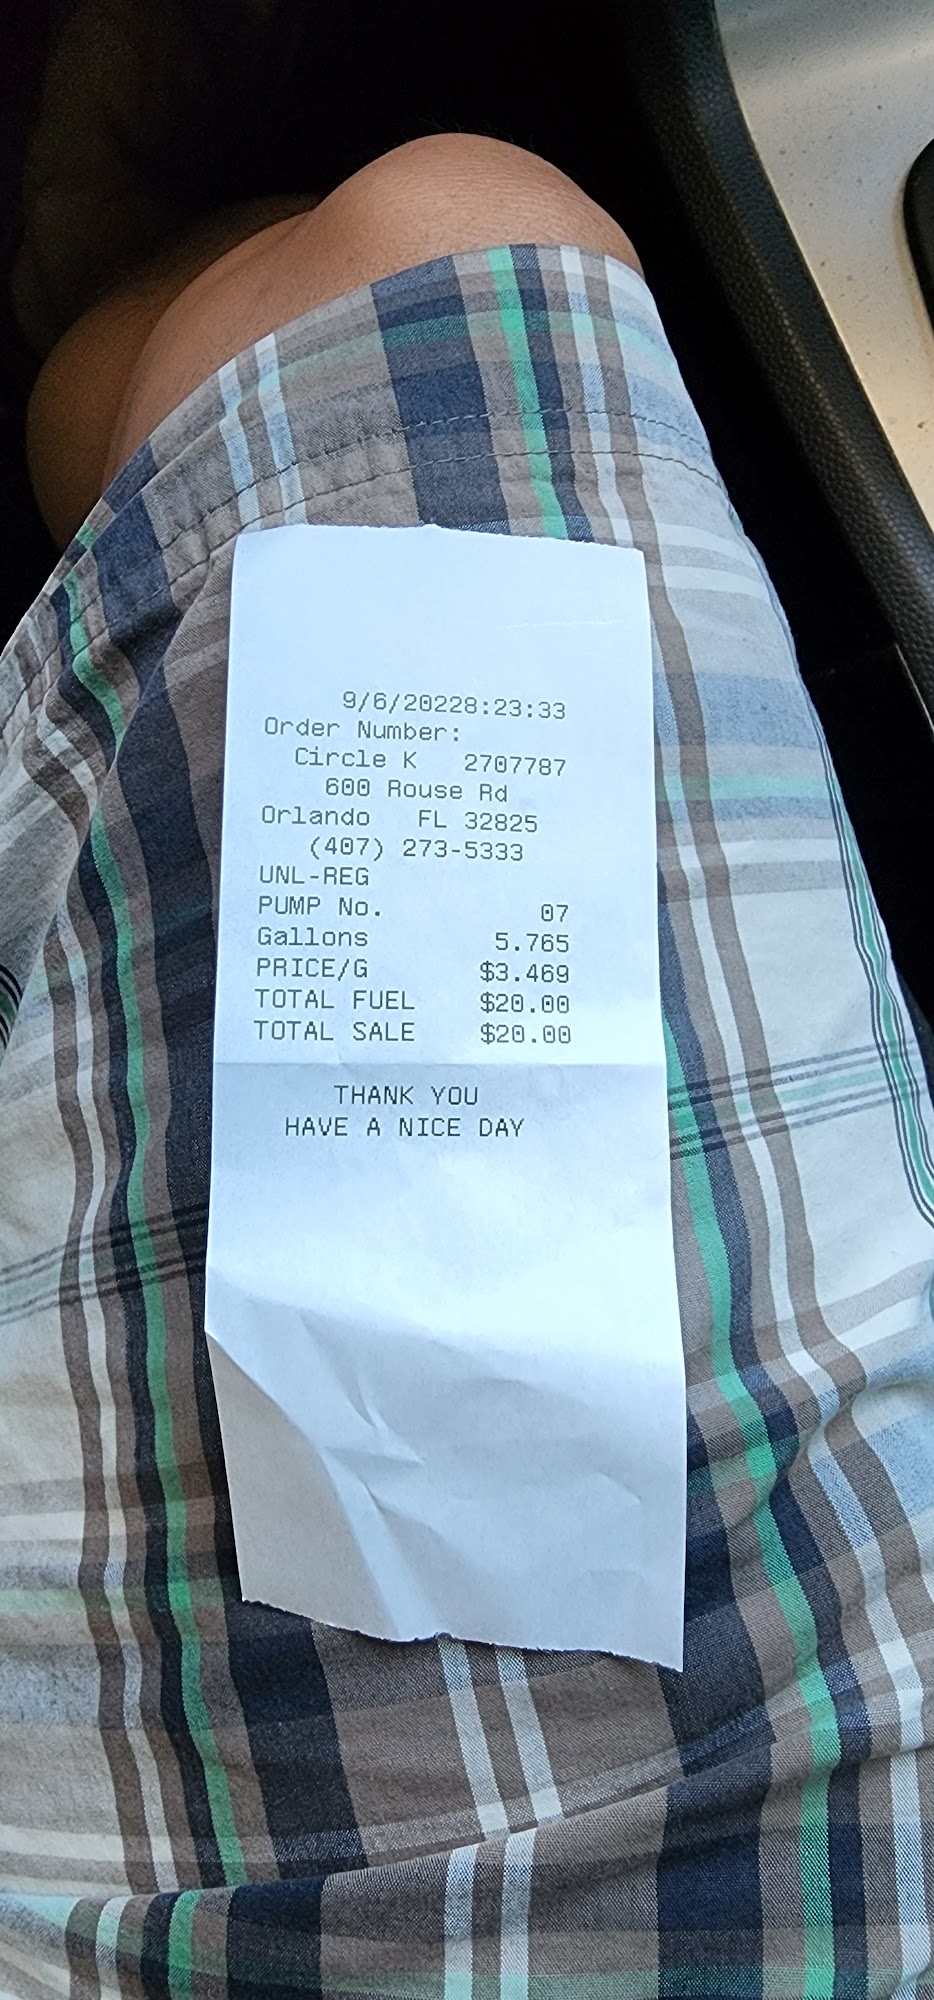 9/6/20228:23:33
Order Number:
Circle K 2707787
600 Rouse Rd
Orlando FL 32825
(407) 273-5333
UNL-REG
PUMP No. 07
Gallons 5.765
PRICE/G $3.469
TOTAL FUEL $20.00
TOTAL SALE $20.00
THANK YOU
HAVE A NICE DAY